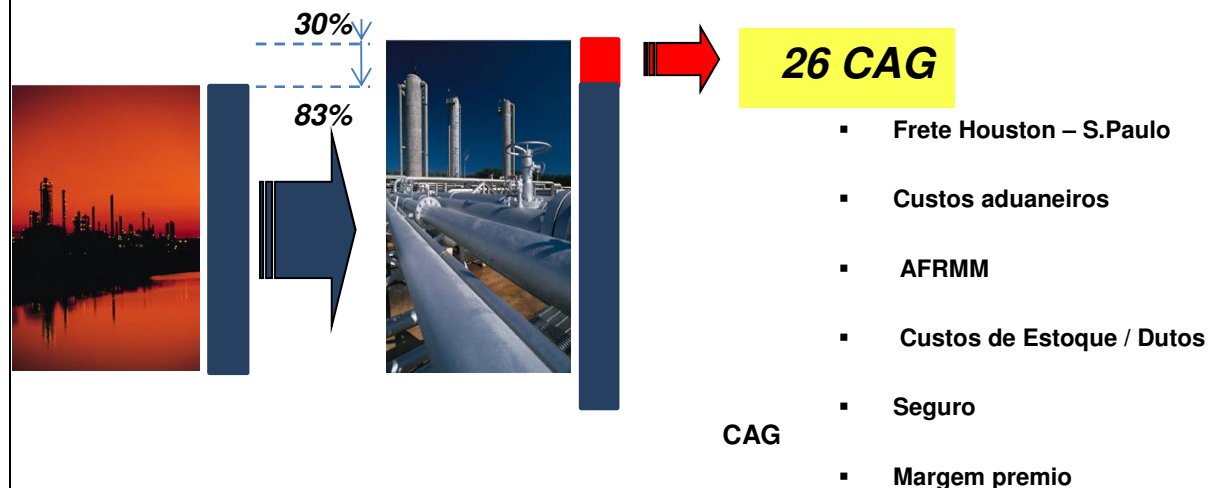 30%
83%
26 CAG
▪ Frete Houston – S.Paulo
▪ Custos aduaneiros
▪ AFRMM
▪ Custos de Estoque / Dutos
▪ Seguro
CAG
▪ Margem premio